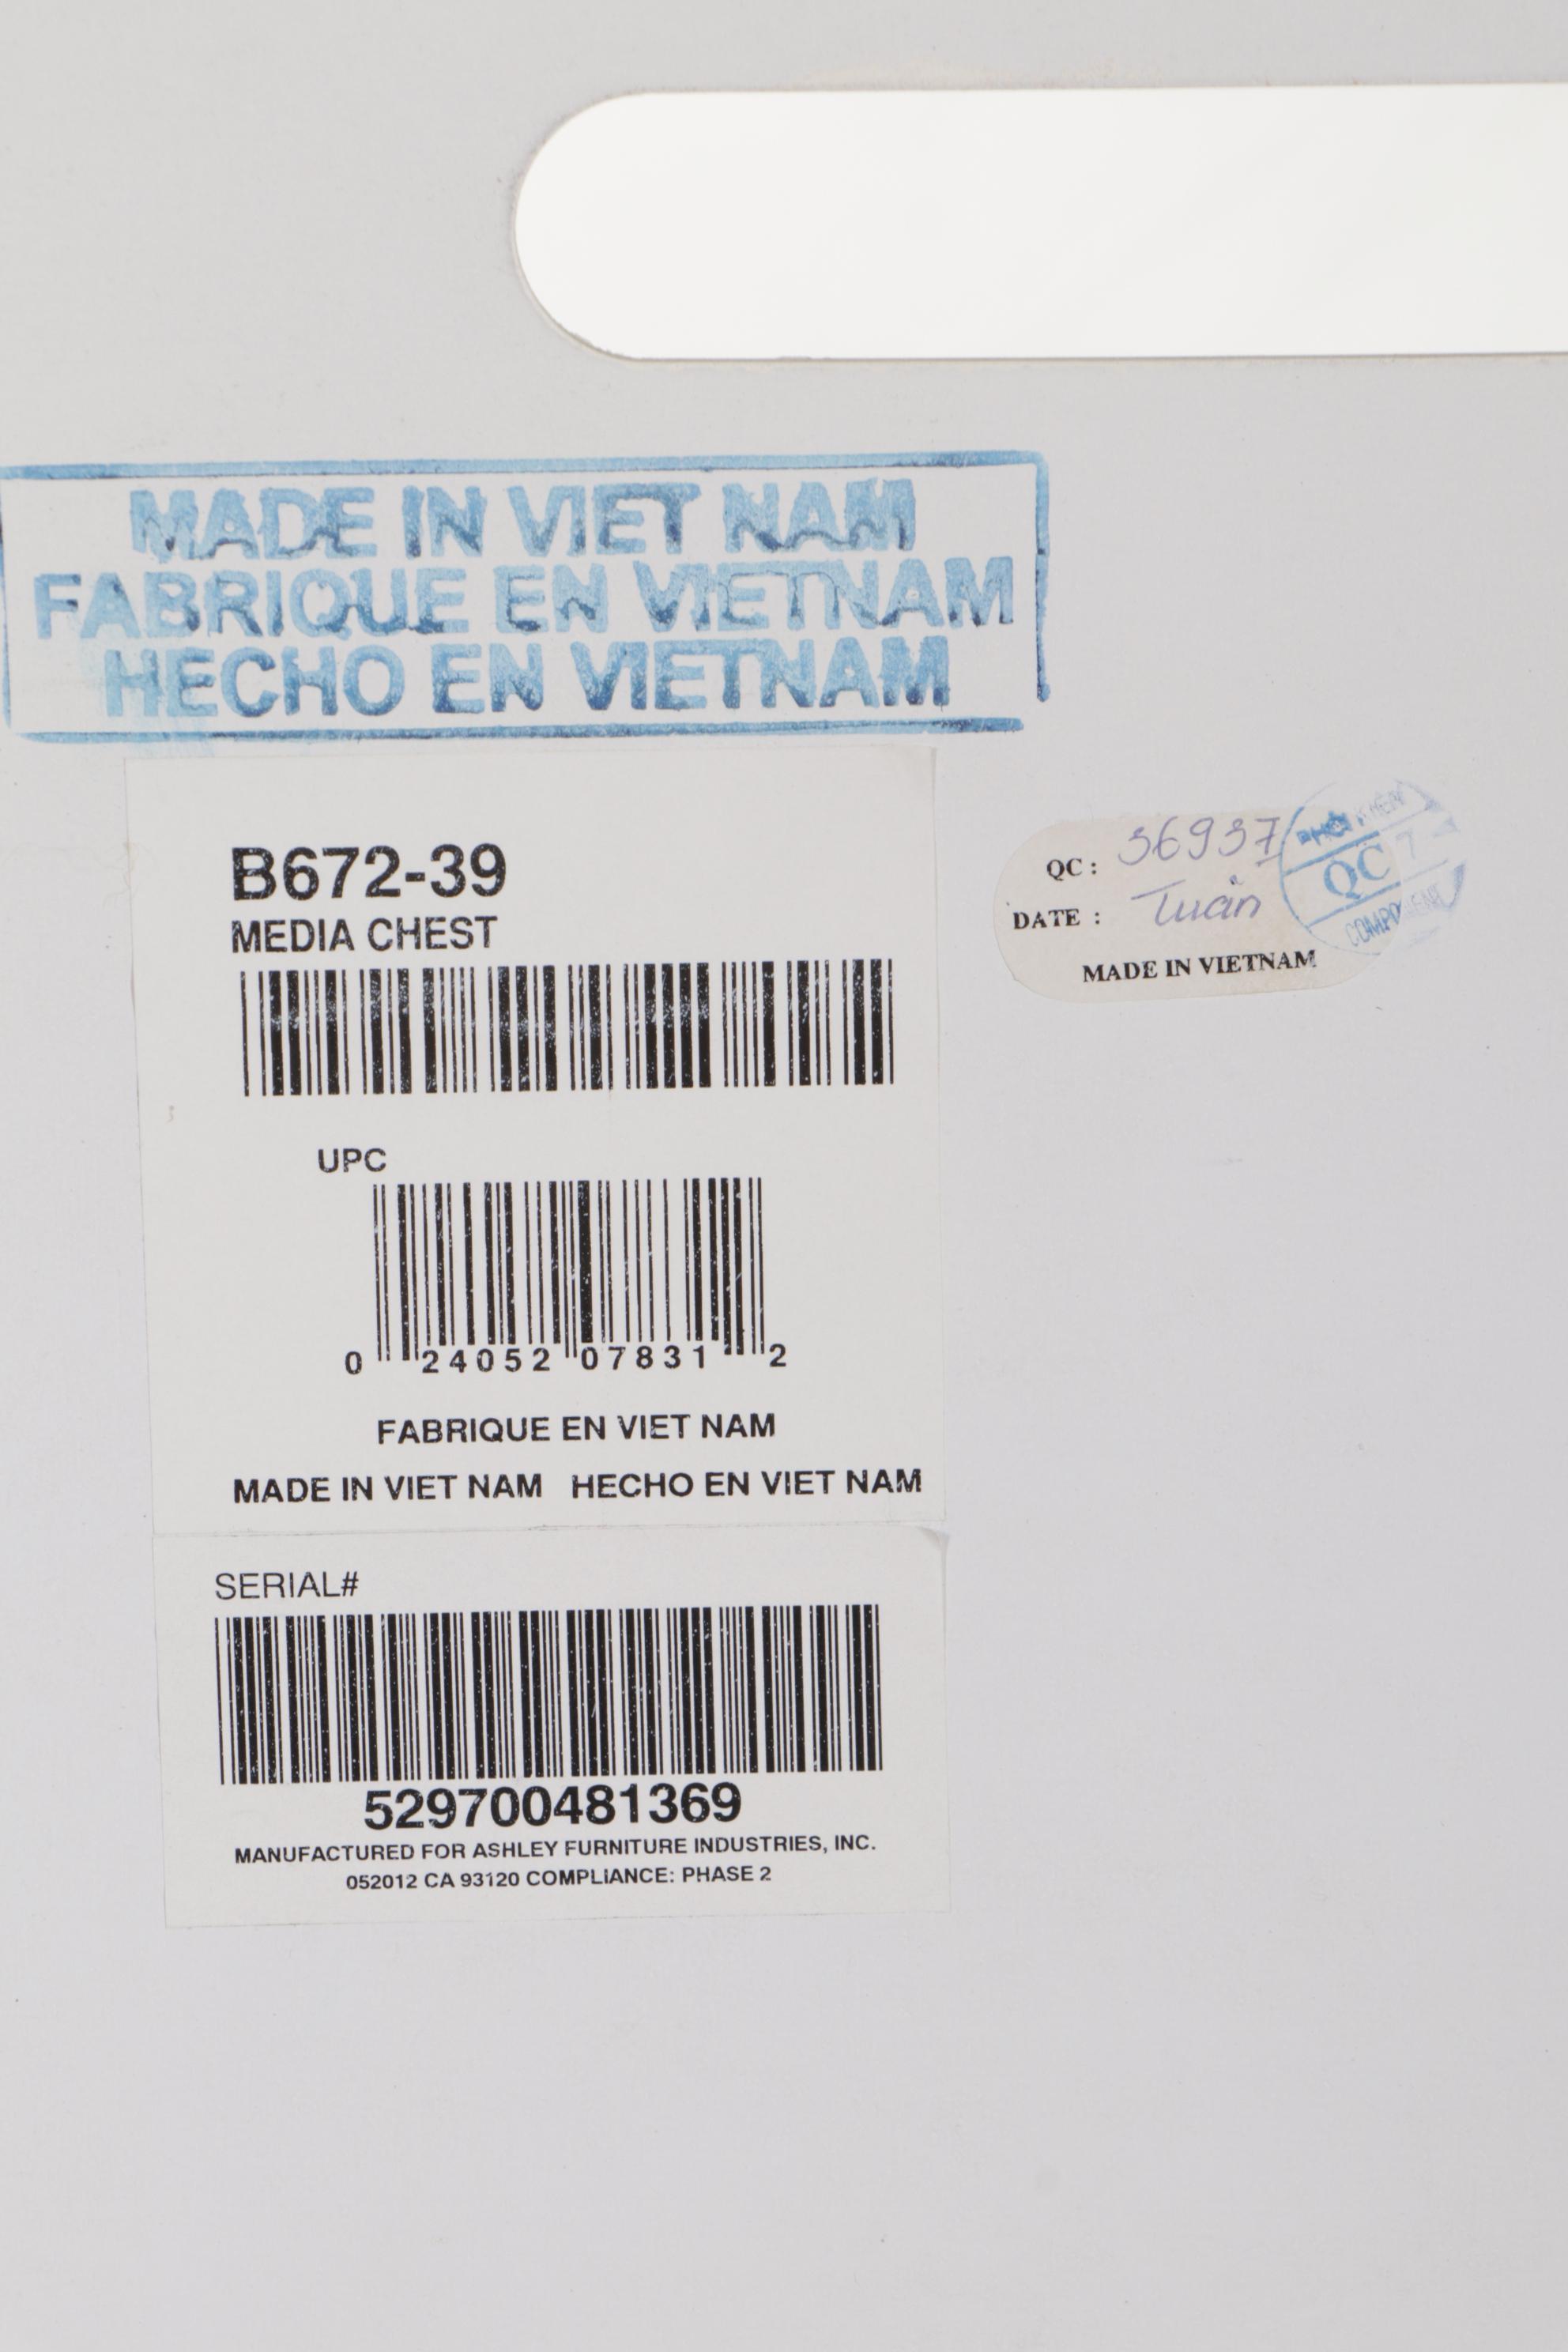 MADE IN VIET NAM
FABRIQUE EN VIETNAM
HECHO EN VIETNAM
B672-39
MEDIA CHEST
UPC
0 24052 07831 2
FABRIQUE EN VIET NAM
MADE IN VIET NAM HECHO EN VIET NAM
SERIAL#
529700481369
MANUFACTURED FOR ASHLEY FURNITURE INDUSTRIES, INC.
052012 CA 93120 COMPLIANCE: PHASE 2
QC: 36937
DATE : Tuấn
MADE IN VIETNAM
QC 7